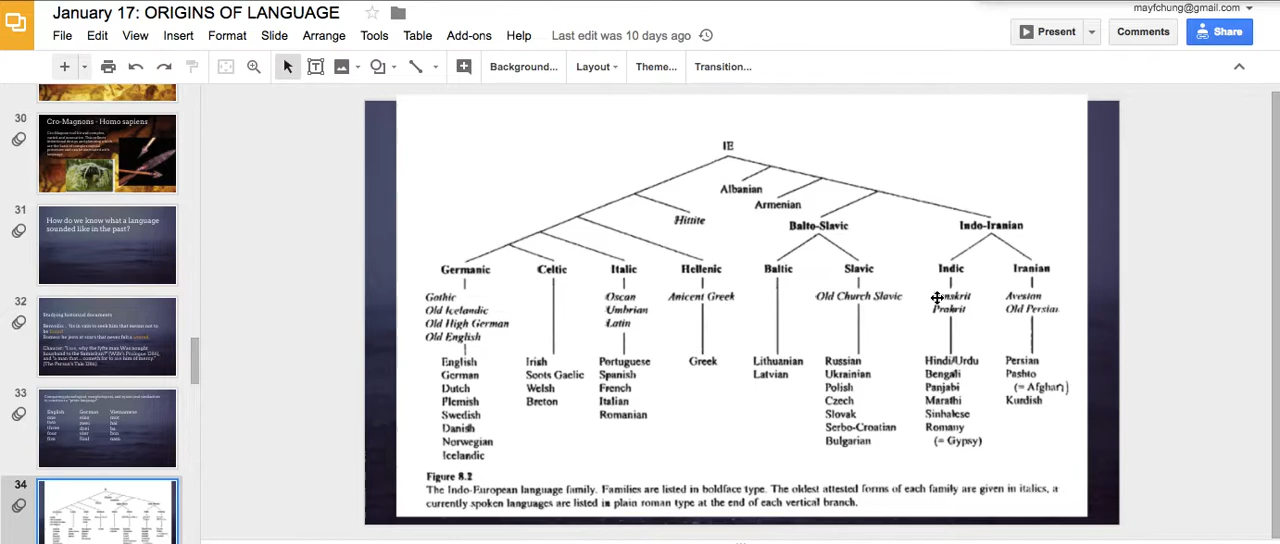 January 17: ORIGINS OF LANGUAGE
mayfchung@gmail.com
File Edit View Insert Format Slide Arrange Tools Table Add-ons Help Last edit was 10 days ago
Present Comments Share
Background... Layout Theme... Transition...
30
Cro-Magnons - Homo sapiens
31
How do we know what a language
sounded like in the past?
32
Studying historical documents
33
English German Vietnamese
34
IE
Albanian
Armenian
Hittite
Balto-Slavic Indo-Iranian
Germanic Celtic Italic Hellenic Baltic Slavic Indic Iranian
Gothic Oscan Anicent Greek Old Church Slavic Avestan
Old Icelandic Umbrian Prakrit Old Persian
Old High German Latin
Old English
English Irish Portuguese Greek Lithuanian Russian Hindi/Urdu Persian
German Scots Gaelic Spanish Latvian Ukrainian Bengali Pashto
Dutch Welsh French Polish Panjabi (= Afghan)
Flemish Breton Italian Czech Marathi Kurdish
Swedish Romanian Slovak Sinhalese
Danish Serbo-Croatian Romany
Norwegian Bulgarian (= Gypsy)
Icelandic
Figure 8.2
The Indo-European language family. Families are listed in boldface type. The oldest attested forms of each family are given in italics, a
currently spoken languages are listed in plain roman type at the end of each vertical branch.